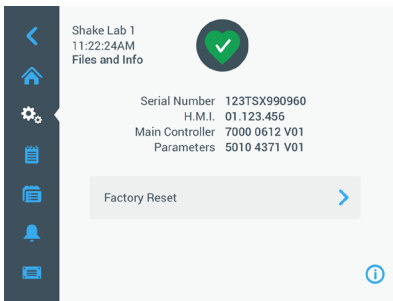 Shake Lab 1
11:22:24AM
Files and Info
Serial Number 123TSX990960
H.M.I. 01.123.456
Main Controller 7000 0612 V01
Parameters 5010 4371 V01
Factory Reset